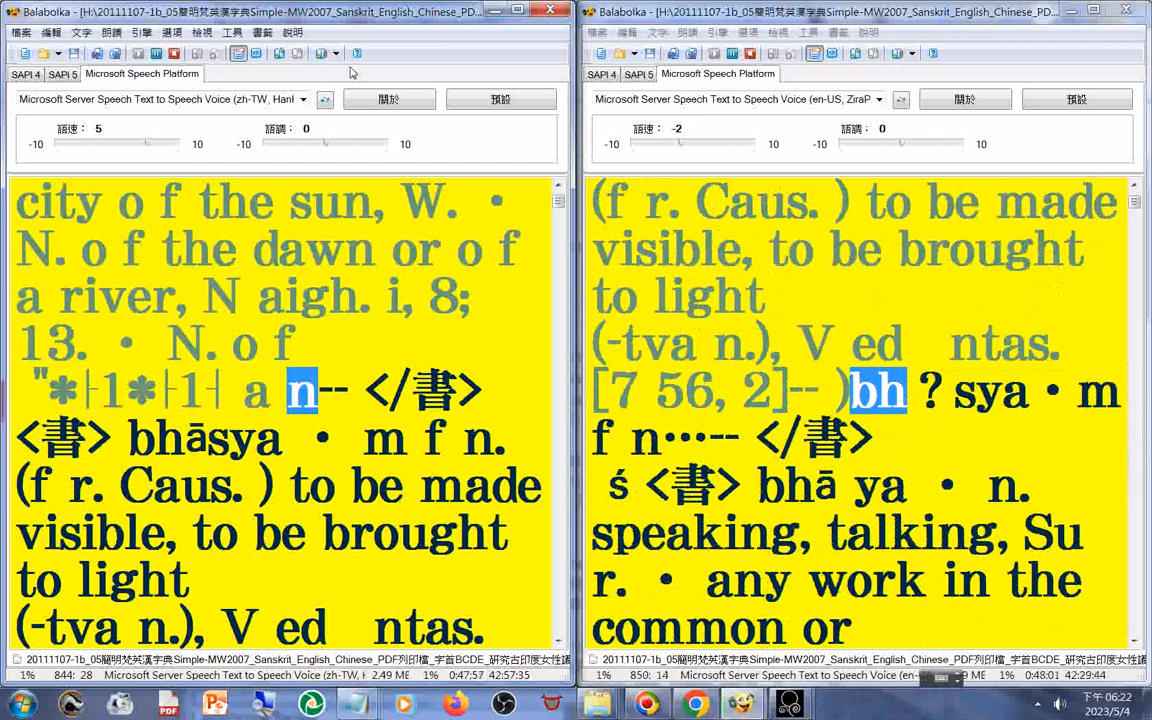 Balabolka - [H:\20111107-1b_05簡明梵英漢字典Simple-MW2007_Sanskrit_English_Chinese_PD...
檔案 編輯 文字 朗讀 引擎 選項 檢視 工具 書籤 說明
SAPI 4 SAPI 5 Microsoft Speech Platform
Microsoft Server Speech Text to Speech Voice (zh-TW, HanI 關於 預設
語速： 5 語調： 0
-10 10 -10 10
city o f the sun, W. •
N. o f the dawn or o f
a river, N aigh. i, 8;
13. • N. o f
"*├1*├1┤ a n-- </書>
<書> bhāsya • m f n.
(f r. Caus. ) to be made
visible, to be brought
to light
(-tva n.), V ed ntas.
20111107-1b_05簡明梵英漢字典Simple-MW2007_Sanskrit_English_Chinese_PDF列印檔_字首BCDE_研究古印度女性議
1% 844: 28 Microsoft Server Speech Text to Speech Voice (zh-TW, H 2.49 ME 1% 0:47:57 42:57:35
Balabolka - [H:\20111107-1b_05簡明梵英漢字典Simple-MW2007_Sanskrit_English_Chinese_PD...
檔案 編輯 文字 朗讀 引擎 選項 檢視 工具 書籤 說明
SAPI 4 SAPI 5 Microsoft Speech Platform
Microsoft Server Speech Text to Speech Voice (en-US, ZiraP 關於 預設
語速： -2 語調： 0
-10 10 -10 10
(f r. Caus. ) to be made
visible, to be brought
to light
(-tva n.), V ed ntas.
[7 56, 2]-- )bh ? sya • m
f n…-- </書>
ś <書> bhā ya • n.
speaking, talking, Su
r. • any work in the
common or
20111107-1b_05簡明梵英漢字典Simple-MW2007_Sanskrit_English_Chinese_PDF列印檔_字首BCDE_研究古印度女性議
1% 850: 14 Microsoft Server Speech Text to Speech Voice (en-US, 9 ME 1% 0:48:01 42:29:44
下午 06:22
2023/5/4